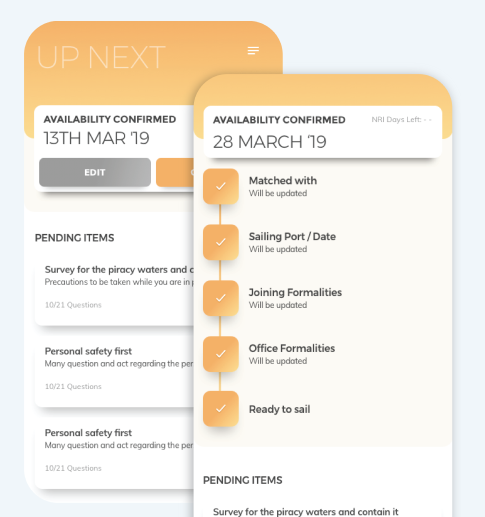 UP NEXT
AVAILABILITY CONFIRMED
13TH MAR '19
EDIT
PENDING ITEMS
Survey for the piracy waters and c
Precautions to be taken while you are in p
10/21 Questions
Personal safety first
Many question and act regarding the per
10/21 Questions
Personal safety first
Many question and act regarding the per
10/21 Questions
AVAILABILITY CONFIRMED
NRI Days Left: - -
28 MARCH '19
Matched with
Will be updated
Sailing Port / Date
Will be updated
Joining Formalities
Will be updated
Office Formalities
Will be updated
Ready to sail
PENDING ITEMS
Survey for the piracy waters and contain it